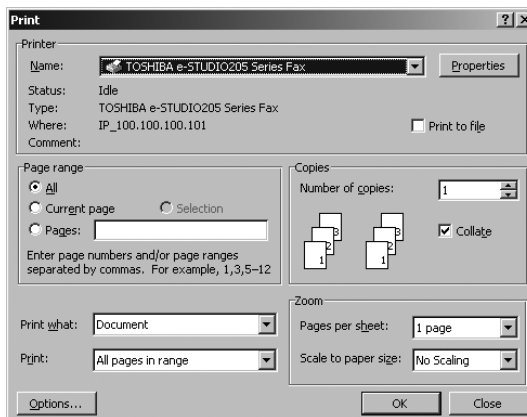 Print
Printer
Name: TOSHIBA e-STUDIO205 Series Fax Properties
Status: Idle
Type: TOSHIBA e-STUDIO205 Series Fax
Where: IP_100.100.100.101
Comment: Print to file
Page range
All
Current page Selection
Pages:
Enter page numbers and/or page ranges
separated by commas. For example, 1,3,5–12
Copies
Number of copies: 1
3 3
2 2
1 1
Collate
Print what: Document
Print: All pages in range
Zoom
Pages per sheet: 1 page
Scale to paper size: No Scaling
Options... OK Close